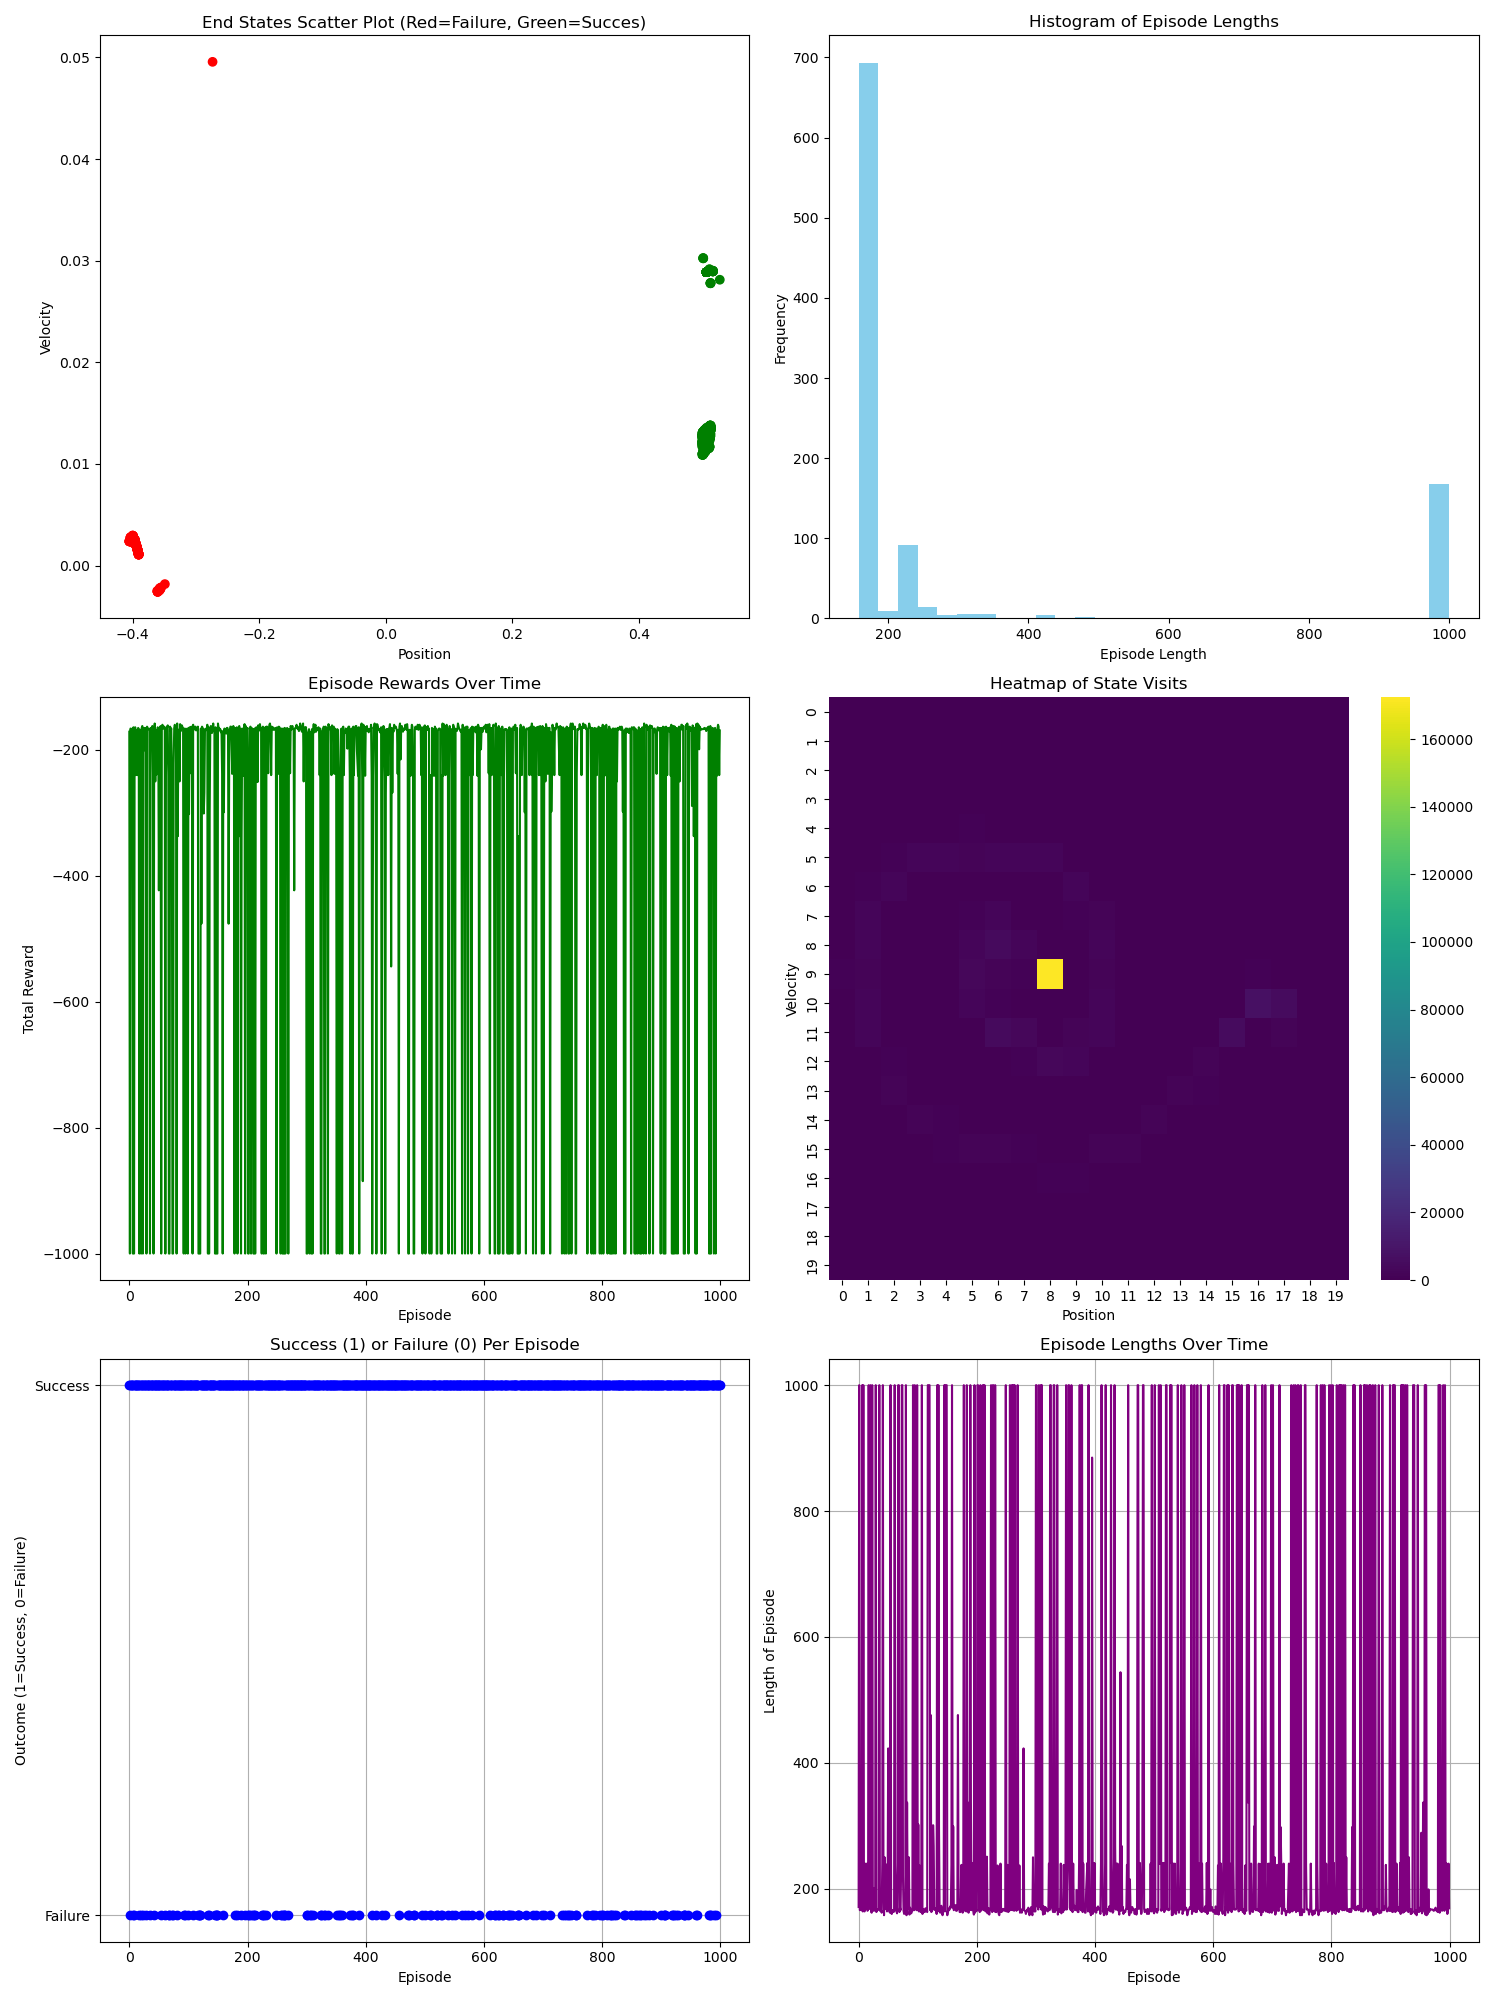 End States Scatter Plot (Red=Failure, Green=Succes)
0.05
0.04
0.03
0.02
0.01
0.00
Velocity
−0.4 −0.2 0.0 0.2 0.4
Position
Histogram of Episode Lengths
700
600
500
400
300
200
100
0
Frequency
200 400 600 800 1000
Episode Length
Episode Rewards Over Time
−200
−400
−600
−800
−1000
Total Reward
0 200 400 600 800 1000
Episode
Heatmap of State Visits
0
1
2
3
4
5
6
7
8
9
10
11
12
13
14
15
16
17
18
19
Velocity
0 1 2 3 4 5 6 7 8 9 10 11 12 13 14 15 16 17 18 19
Position
160000
140000
120000
100000
80000
60000
40000
20000
0
Success (1) or Failure (0) Per Episode
Success
Failure
Outcome (1=Success, 0=Failure)
0 200 400 600 800 1000
Episode
Episode Lengths Over Time
1000
800
600
400
200
Length of Episode
0 200 400 600 800 1000
Episode